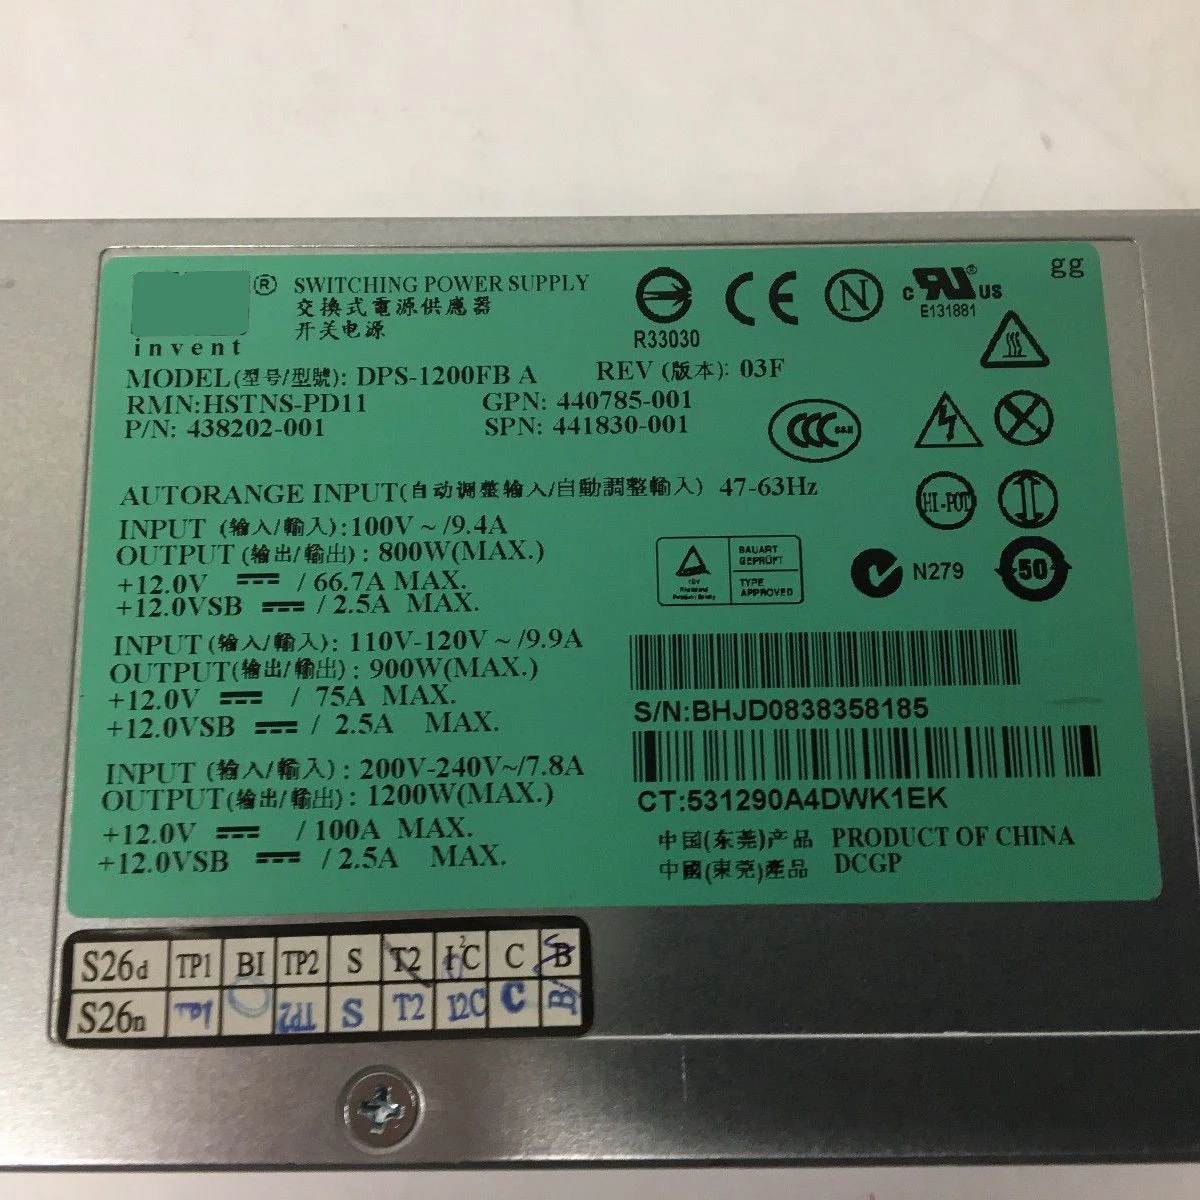 ® SWITCHING POWER SUPPLY
交換式電源供應器
开关电源
invent
gg
R33030
CE
N
c RU® US
E131881
MODEL(型号/型號): DPS-1200FB A REV (版本): 03F
RMN:HSTNS-PD11 GPN: 440785-001
P/N: 438202-001 SPN: 441830-001
CCC S&E
AUTORANGE INPUT(自动调整输入/自動調整輸入) 47-63Hz
HI-POT
INPUT (输入/輸入):100V ~ /9.4A
OUTPUT (输出/輸出): 800W(MAX.)
+12.0V / 66.7A MAX.
+12.0VSB / 2.5A MAX.
BAUART
GEPRÜFT
TYPE
APPROVED
N279
50
INPUT (输入/輸入): 110V-120V ~ /9.9A
OUTPUT(输出/輸出): 900W(MAX.)
+12.0V / 75A MAX.
+12.0VSB / 2.5A MAX.
S/N:BHJD0838358185
INPUT (输入/輸入) : 200V-240V~/7.8A
OUTPUT(输出/輸出) : 1200W(MAX.)
+12.0V / 100A MAX.
+12.0VSB / 2.5A MAX.
CT:531290A4DWK1EK
中国(东莞)产品 PRODUCT OF CHINA
中國(東莞)產品 DCGP
S26d TP1 BI TP2 S T2 I²C C B
S26n TP2 S T2 I2C C B